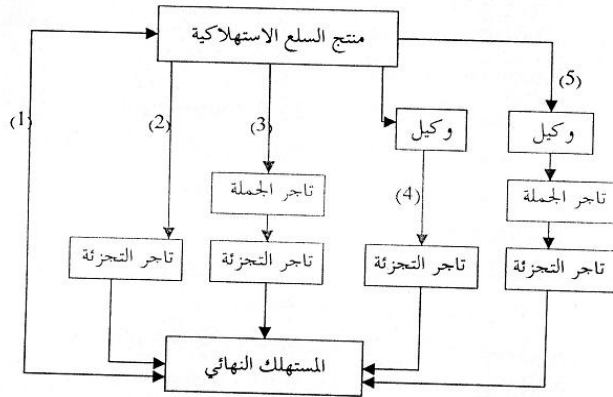 منتج السلع الاستهلاكية
(1)
(2)
(3)
(5)
وكيل
وكيل
(4)
تاجر الجملة
تاجر الجملة
تاجر التجزئة
تاجر التجزئة
تاجر التجزئة
تاجر التجزئة
المستهلك النهائي